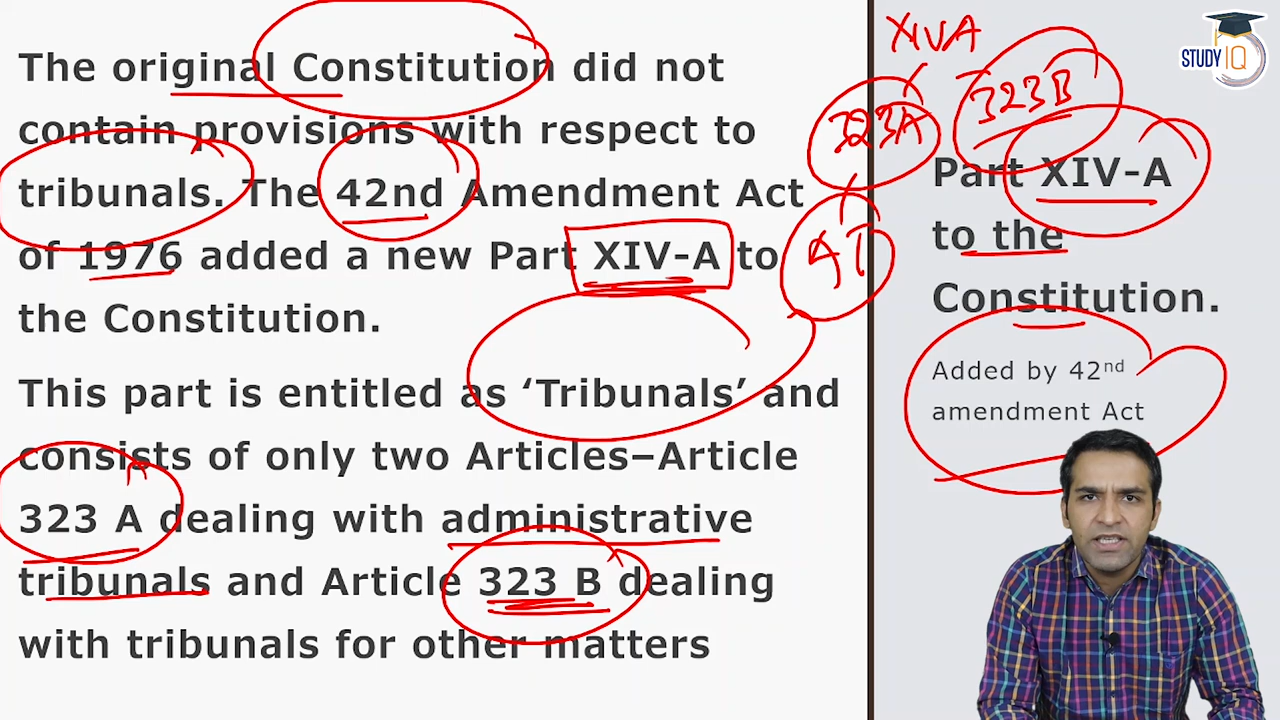 The original Constitution did not
contain provisions with respect to
tribunals. The 42nd Amendment Act
of 1976 added a new Part XIV-A to
the Constitution.
This part is entitled as ‘Tribunals’ and
consists of only two Articles–Article
323 A dealing with administrative
tribunals and Article 323 B dealing
with tribunals for other matters
XIVA
323A
323B
AT
Part XIV-A
to the
Constitution.
Added by 42nd
amendment Act
STUDY IQ